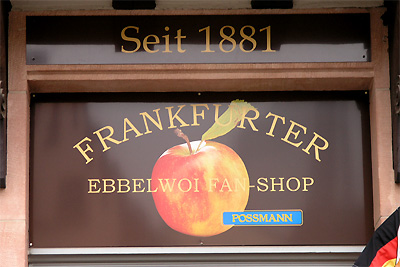 Seit 1881
FRANKFURTER
EBBELWOI FAN-SHOP
POSSMANN